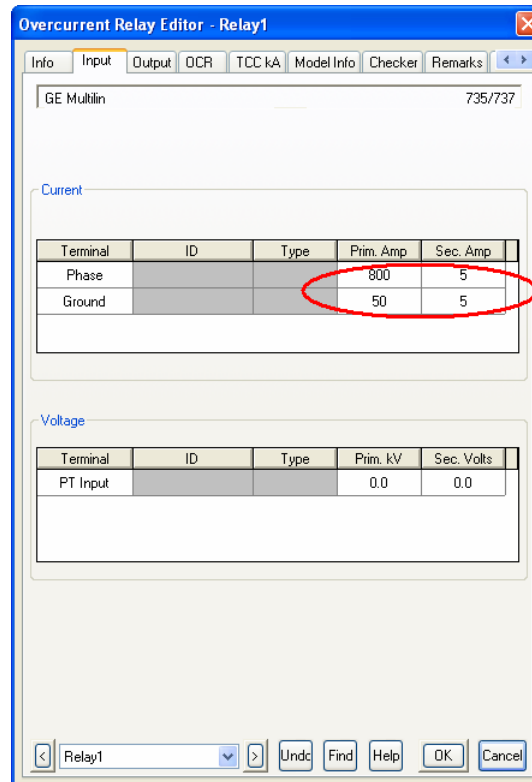 Overcurrent Relay Editor - Relay1
Info Input Output OCR TCC kA Model Info Checker Remarks
GE Multilin 735/737
Current
Terminal ID Type Prim. Amp Sec. Amp
Phase 800 5
Ground 50 5
Voltage
Terminal ID Type Prim. kV Sec. Volts
PT Input 0.0 0.0
< Relay1 > Undo Find Help OK Cancel